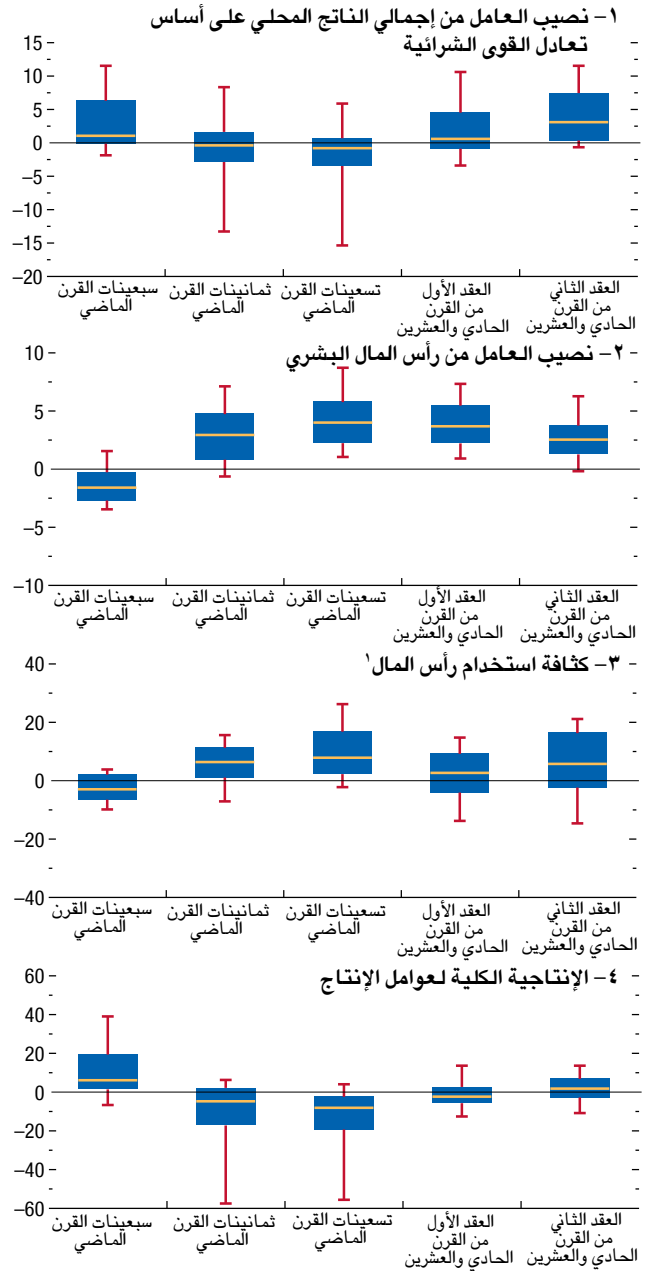 ١- نصيب العامل من إجمالي الناتج المحلي على أساس
تعادل القوى الشرائية
15
10
5
0
–5
–10
–15
–20
سبعينات القرن
الماضي
ثمانينات القرن
الماضي
تسعينات القرن
الماضي
العقد الأول
من القرن
الحادي والعشرين
العقد الثاني
من القرن
الحادي والعشرين
٢- نصيب العامل من رأس المال البشري
10
5
0
–5
–10
سبعينات القرن
الماضي
ثمانينات القرن
الماضي
تسعينات القرن
الماضي
العقد الأول
من القرن
الحادي والعشرين
العقد الثاني
من القرن
الحادي والعشرين
٣- كثافة استخدام رأس المال١
40
20
0
–20
–40
سبعينات القرن
الماضي
ثمانينات القرن
الماضي
تسعينات القرن
الماضي
العقد الأول
من القرن
الحادي والعشرين
العقد الثاني
من القرن
الحادي والعشرين
٤- الإنتاجية الكلية لعوامل الإنتاج
60
40
20
0
–20
–40
–60
سبعينات القرن
الماضي
ثمانينات القرن
الماضي
تسعينات القرن
الماضي
العقد الأول
من القرن
الحادي والعشرين
العقد الثاني
من القرن
الحادي والعشرين